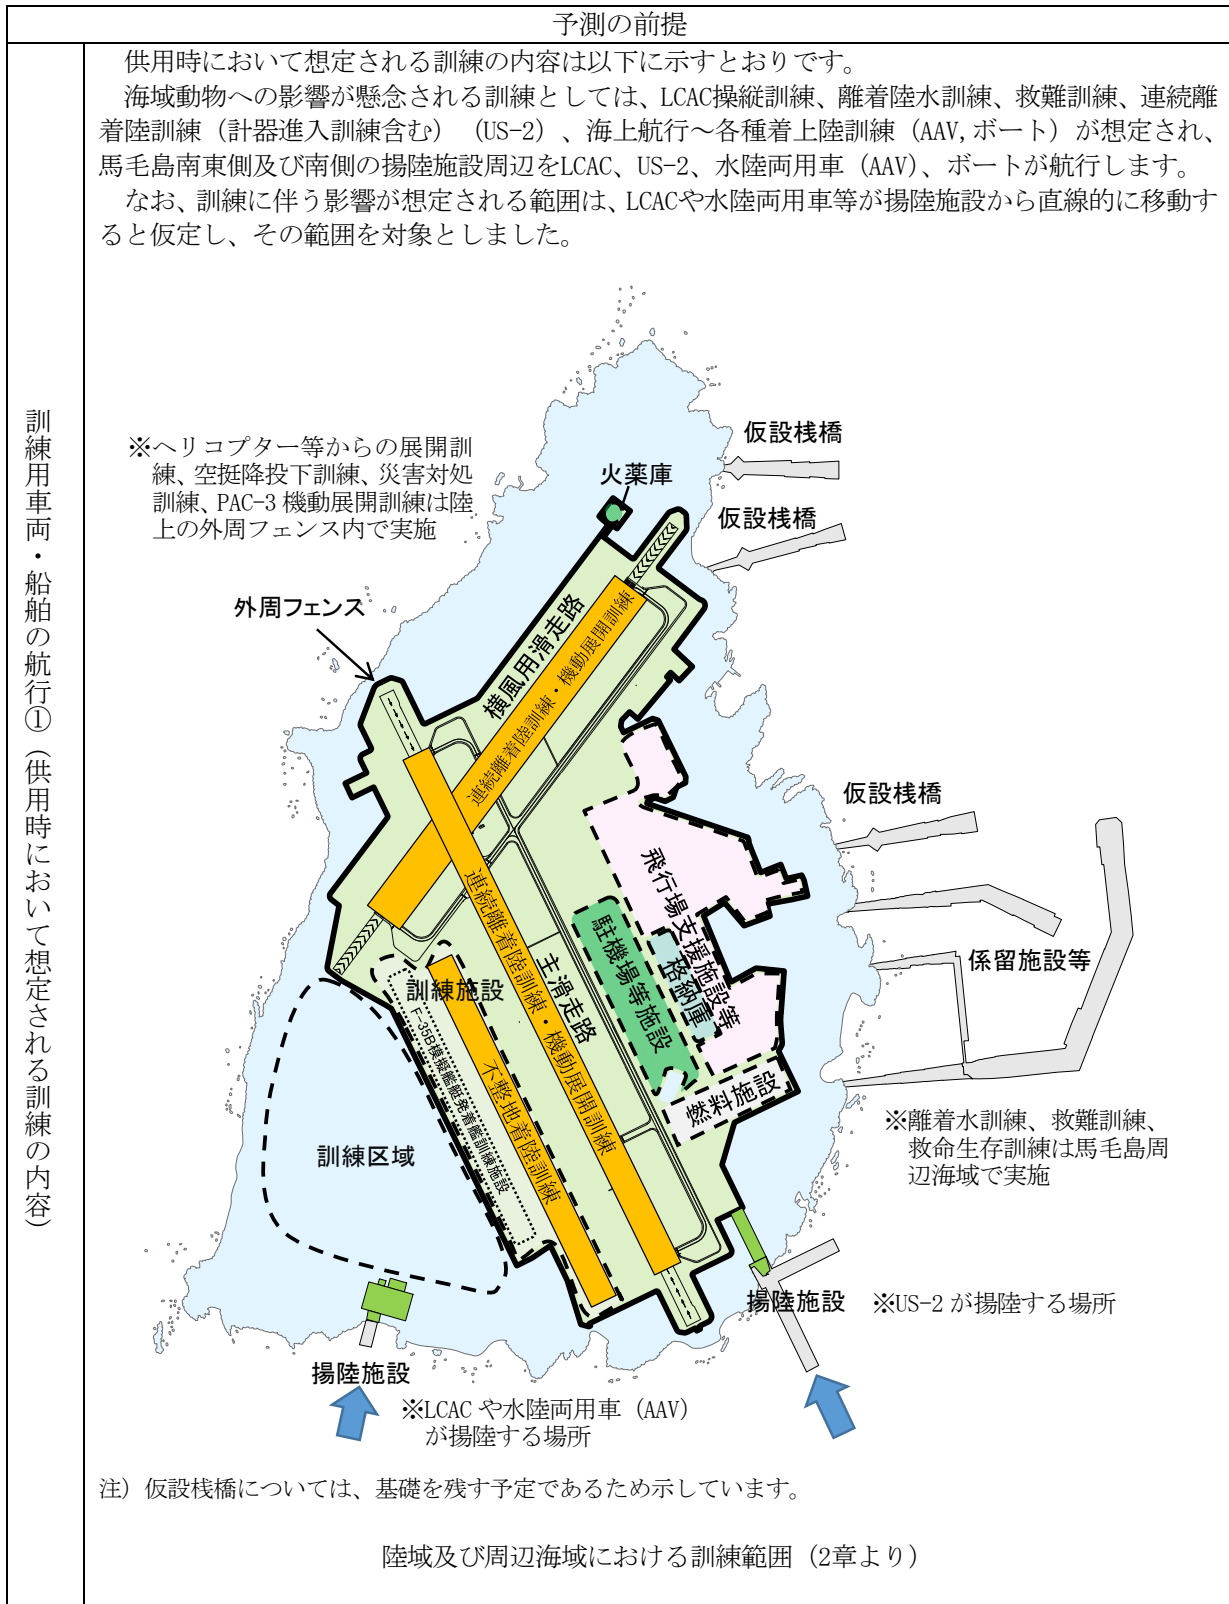 予測の前提
訓練用車両・船舶の航行①（供用時において想定される訓練の内容）
供用時において想定される訓練の内容は以下に示すとおりです。
海域動物への影響が懸念される訓練としては、LCAC操縦訓練、離着陸水訓練、救難訓練、連続離
着陸訓練（計器進入訓練含む）（US-2）、海上航行～各種着上陸訓練（AAV,ボート）が想定され、
馬毛島南東側及び南側の揚陸施設周辺をLCAC、US-2、水陸両用車（AAV）、ボートが航行します。
なお、訓練に伴う影響が想定される範囲は、LCACや水陸両用車等が揚陸施設から直線的に移動す
ると仮定し、その範囲を対象としました。
※ヘリコプター等からの展開訓
練、空挺降投下訓練、災害対処
訓練、PAC-3 機動展開訓練は陸
上の外周フェンス内で実施
仮設桟橋
火薬庫
仮設桟橋
外周フェンス
横風用滑走路
連続離着陸訓練・機動展開訓練
仮設桟橋
飛行場支援施設等
連続離着陸訓練・機動展開訓練
駐機場等施設
格納庫
主滑走路
係留施設等
訓練施設
F-35B模擬艦艇発着艦訓練施設
不整地着陸訓練
燃料施設
※離着水訓練、救難訓練、
救命生存訓練は馬毛島周
辺海域で実施
訓練区域
揚陸施設
※US-2 が揚陸する場所
揚陸施設
※LCAC や水陸両用車（AAV）
が揚陸する場所
注）仮設桟橋については、基礎を残す予定であるため示しています。
陸域及び周辺海域における訓練範囲（2章より）